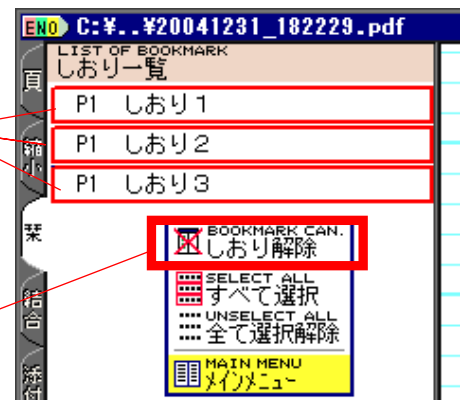 ENO C:¥..¥20041231_182229.pdf
LIST OF BOOKMARK
しおり一覧
頁
P1 しおり1
縮小
P1 しおり2
P1 しおり3
栞
BOOKMARK CAN.
しおり解除
SELECT ALL
すべて選択
結合
UNSELECT ALL
全て選択解除
MAIN MENU
メインメニュー
添付